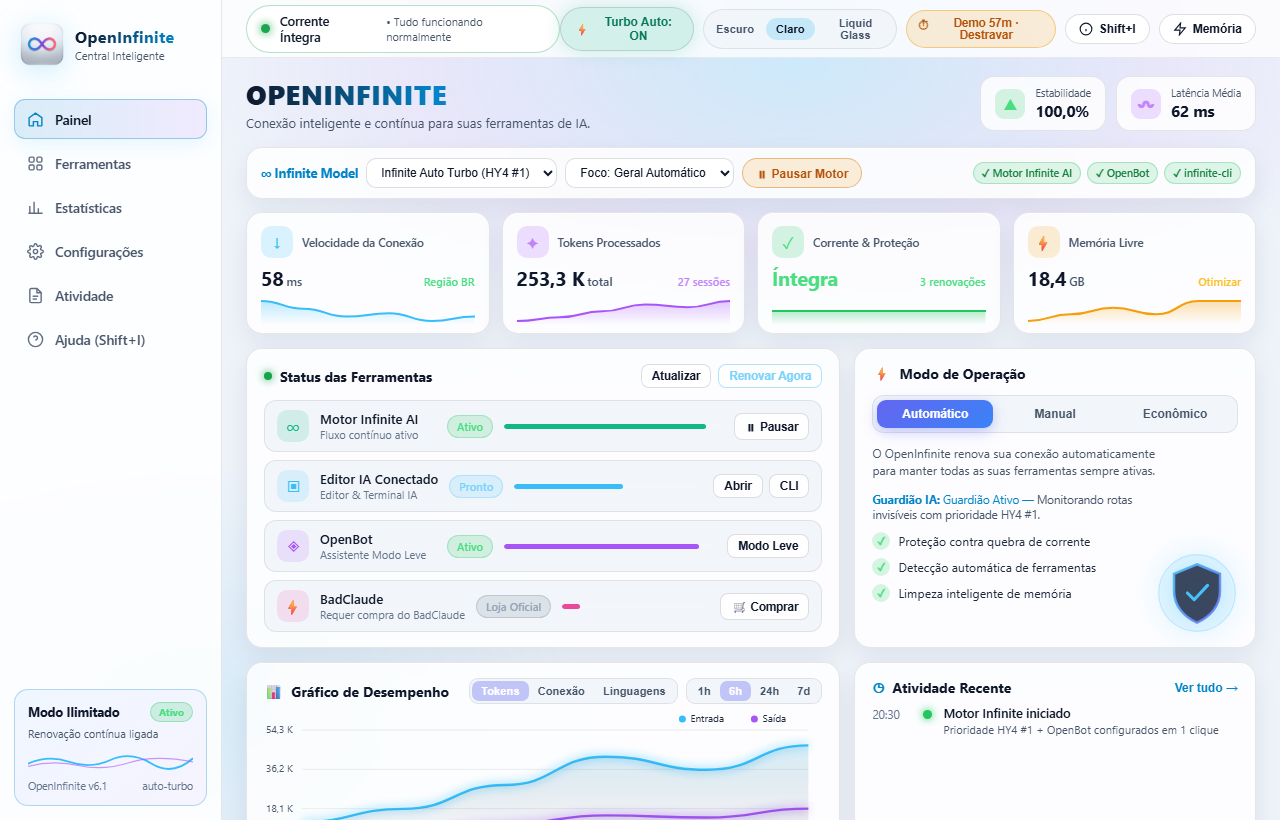 OpenInfinite
Central Inteligente
Painel
Ferramentas
Estatísticas
Configurações
Atividade
Ajuda (Shift+I)
Modo Ilimitado
Ativo
Renovação contínua ligada
OpenInfinite v6.1
auto-turbo
Corrente
Íntegra
• Tudo funcionando
normalmente
Turbo Auto:
ON
Escuro
Claro
Liquid
Glass
Demo 57m ·
Destravar
Shift+I
Memória
OPENINFINITE
Conexão inteligente e contínua para suas ferramentas de IA.
Estabilidade
100,0%
Latência Média
62 ms
∞ Infinite Model
Infinite Auto Turbo (HY4 #1)
Foco: Geral Automático
⏸ Pausar Motor
✓ Motor Infinite AI
✓ OpenBot
✓ infinite-cli
↓ Velocidade da Conexão
58 ms
Região BR
✦ Tokens Processados
253,3 K total
27 sessões
✓ Corrente & Proteção
Íntegra
3 renovações
Memória Livre
18,4 GB
Otimizar
Status das Ferramentas
Atualizar
Renovar Agora
∞ Motor Infinite AI
Fluxo contínuo ativo
Ativo
⏸ Pausar
Editor IA Conectado
Editor & Terminal IA
Pronto
Abrir
CLI
OpenBot
Assistente Modo Leve
Ativo
Modo Leve
BadClaude
Requer compra do BadClaude
Loja Oficial
🛒 Comprar
Modo de Operação
Automático
Manual
Econômico
O OpenInfinite renova sua conexão automaticamente
para manter todas as suas ferramentas sempre ativas.
Guardião IA: Guardião Ativo — Monitorando rotas
invisíveis com prioridade HY4 #1.
✓ Proteção contra quebra de corrente
✓ Detecção automática de ferramentas
✓ Limpeza inteligente de memória
Gráfico de Desempenho
Tokens
Conexão
Linguagens
1h
6h
24h
7d
Entrada
Saída
54,3 K
36,2 K
18,1 K
Atividade Recente
Ver tudo →
20:30
Motor Infinite iniciado
Prioridade HY4 #1 + OpenBot configurados em 1 clique